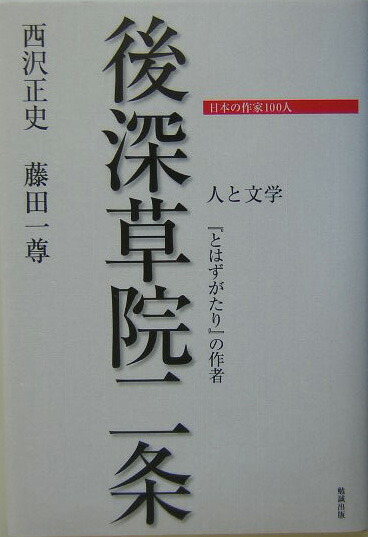 日本の作家100人
人と文学
後深草院二条
『とはずがたり』の作者
西沢正史
藤田一尊
勉誠出版